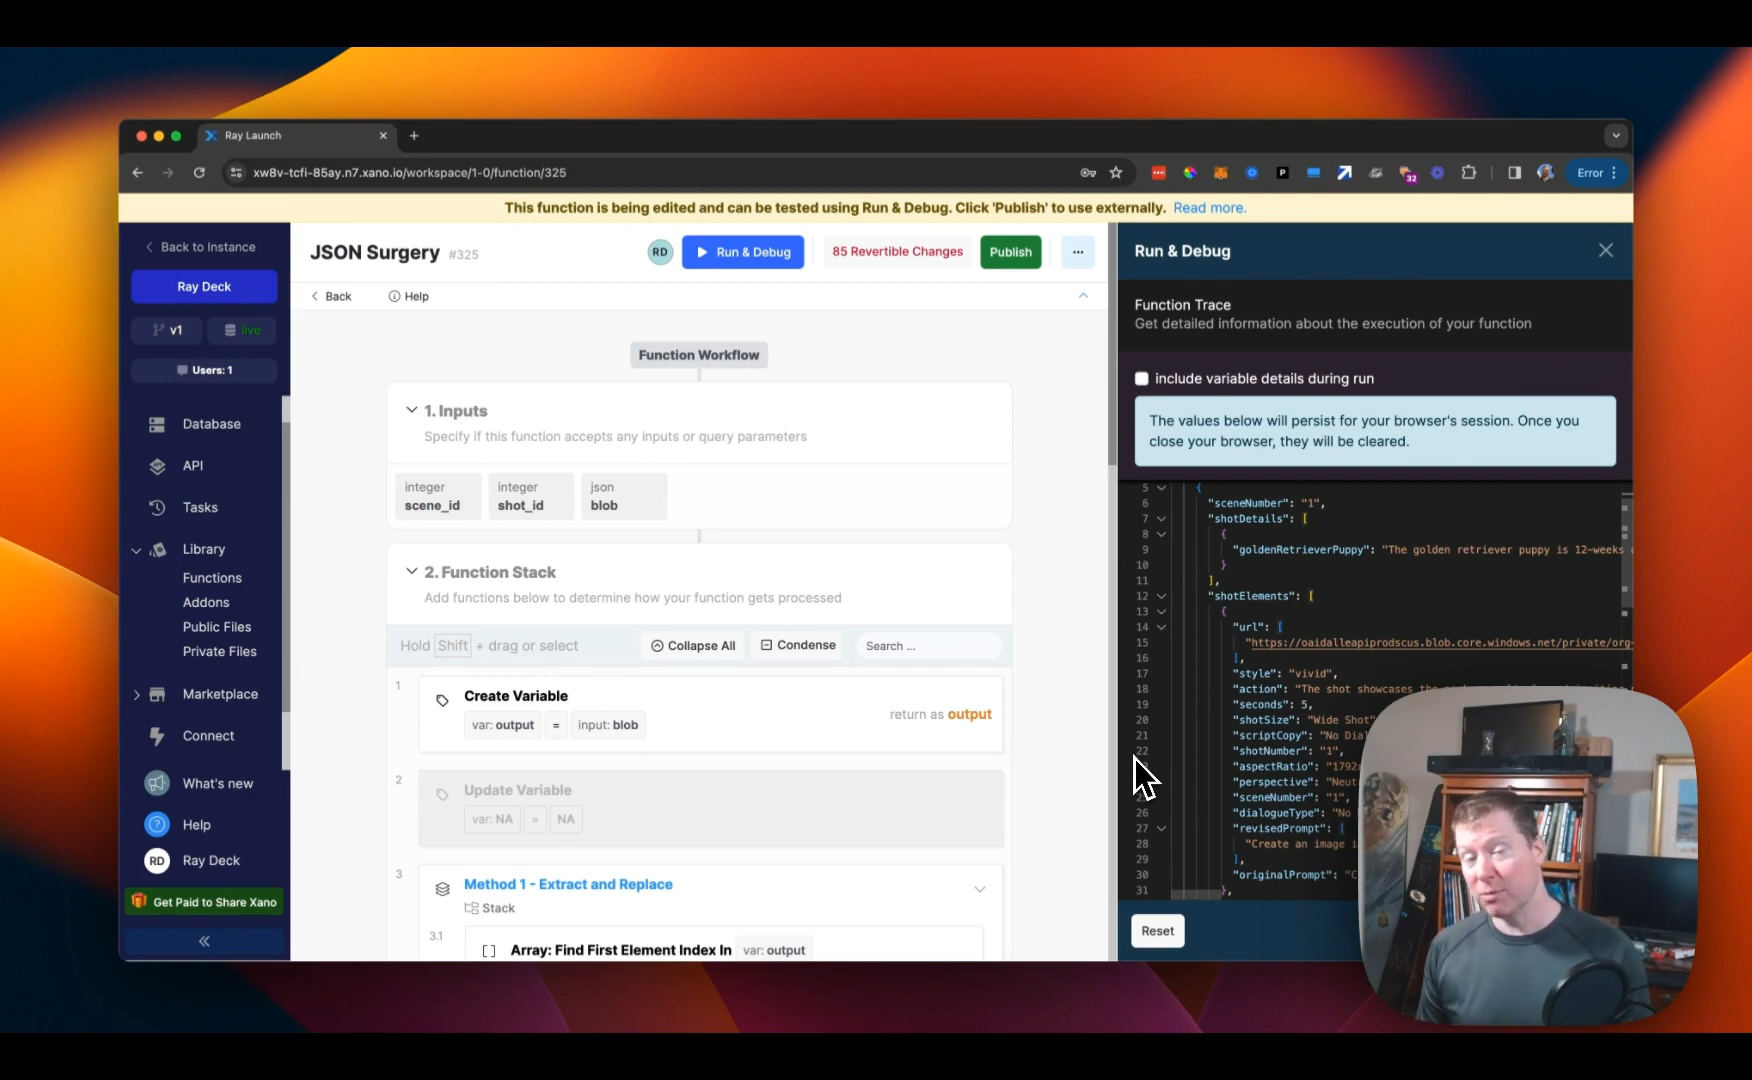 Ray Launch
xw8v-tcfi-85ay.n7.xano.io/workspace/1-0/function/325
P
32
Error
This function is being edited and can be tested using Run & Debug. Click 'Publish' to use externally. Read more.
Back to Instance
Ray Deck
v1
live
Users: 1
Database
API
Tasks
Library
Functions
Addons
Public Files
Private Files
Marketplace
Connect
What's new
Help
RD
Ray Deck
Get Paid to Share Xano
JSON Surgery #325
RD
Run & Debug
85 Revertible Changes
Publish
Back
Help
Function Workflow
1. Inputs
Specify if this function accepts any inputs or query parameters
integer
scene_id
integer
shot_id
json
blob
2. Function Stack
Add functions below to determine how your function gets processed
Hold Shift + drag or select
Collapse All
Condense
Search ...
1
Create Variable
var: output = input: blob
return as output
2
Update Variable
var: NA = NA
3
Method 1 - Extract and Replace
Stack
3.1
[] Array: Find First Element Index In var: output
Run & Debug
Function Trace
Get detailed information about the execution of your function
include variable details during run
The values below will persist for your browser's session. Once you
close your browser, they will be cleared.
5 {
6 "sceneNumber": "1",
7 "shotDetails": [
8 {
9 "goldenRetrieverPuppy": "The golden retriever puppy is 12-weeks
10 }
11 ],
12 "shotElements": [
13 {
14 "url": [
15 "https://oaidalleapiprodscus.blob.core.windows.net/private/org-
16 ],
17 "style": "vivid",
18 "action": "The shot showcases the
19 "seconds": 5,
20 "shotSize": "Wide Shot"
21 "scriptCopy": "No Dia
22 "shotNumber": "1",
"aspectRatio": "1792
"perspective": "Neut
"sceneNumber": "1",
26 "dialogueType": "No
27 "revisedPrompt": [
28 "Create an image i
29 ],
30 "originalPrompt": "C
31 },
Reset